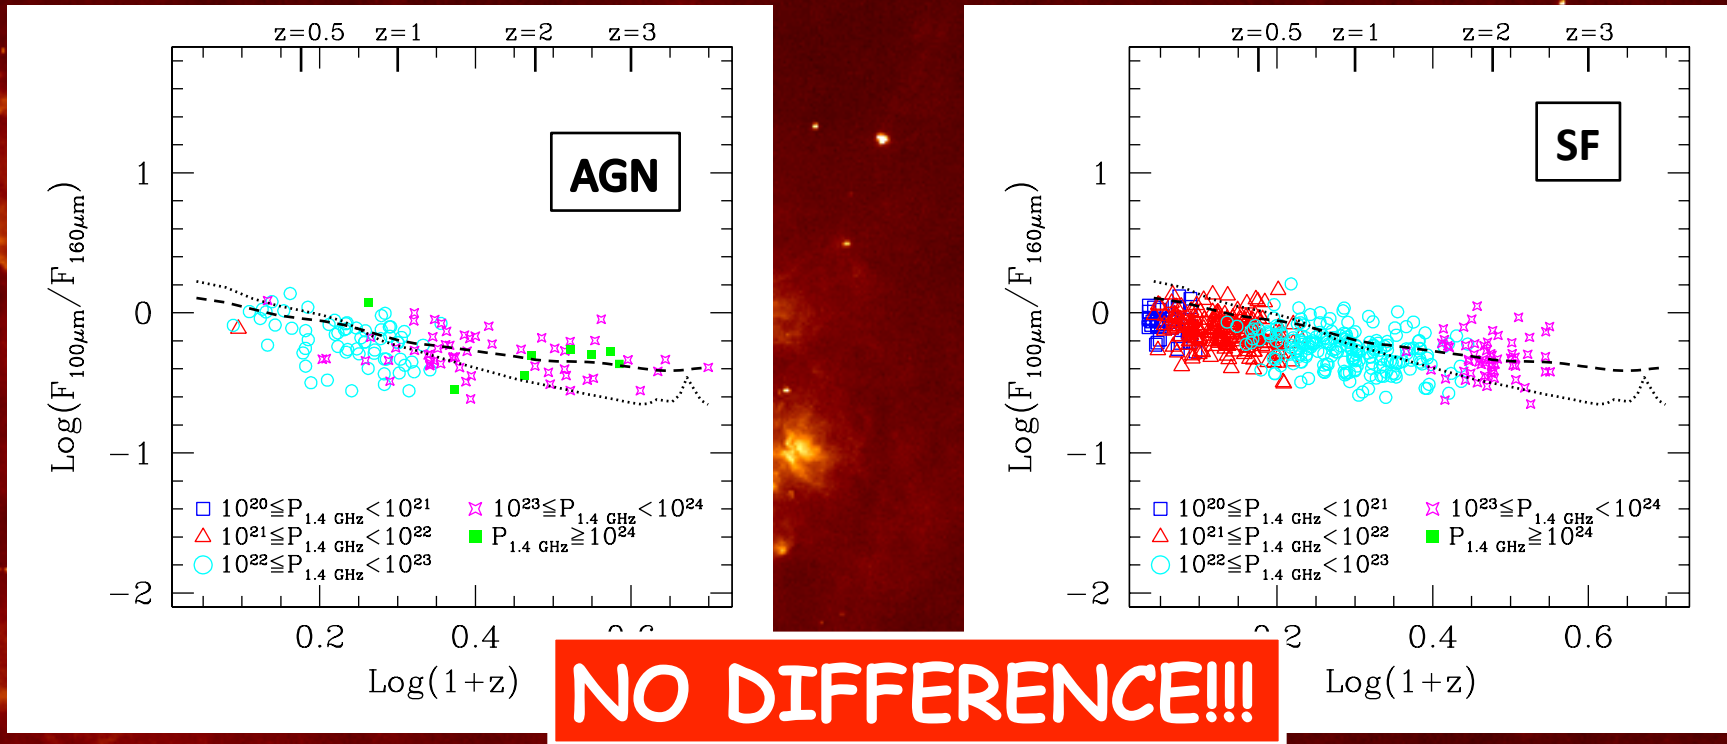 z=0.5 z=1 z=2 z=3
AGN
1
0
−1
−2
Log(F100μm/F160μm)
10²⁰≦P1.4 GHz<10²¹
10²¹≦P1.4 GHz<10²²
10²²≦P1.4 GHz<10²³
10²³≦P1.4 GHz<10²⁴
P1.4 GHz≧10²⁴
0.2 0.4 0.6
Log(1+z)
z=0.5 z=1 z=2 z=3
SF
1
0
−1
−2
Log(F100μm/F160μm)
10²⁰≦P1.4 GHz<10²¹
10²¹≦P1.4 GHz<10²²
10²²≦P1.4 GHz<10²³
10²³≦P1.4 GHz<10²⁴
P1.4 GHz≧10²⁴
0.2 0.4 0.6
Log(1+z)
NO DIFFERENCE!!!